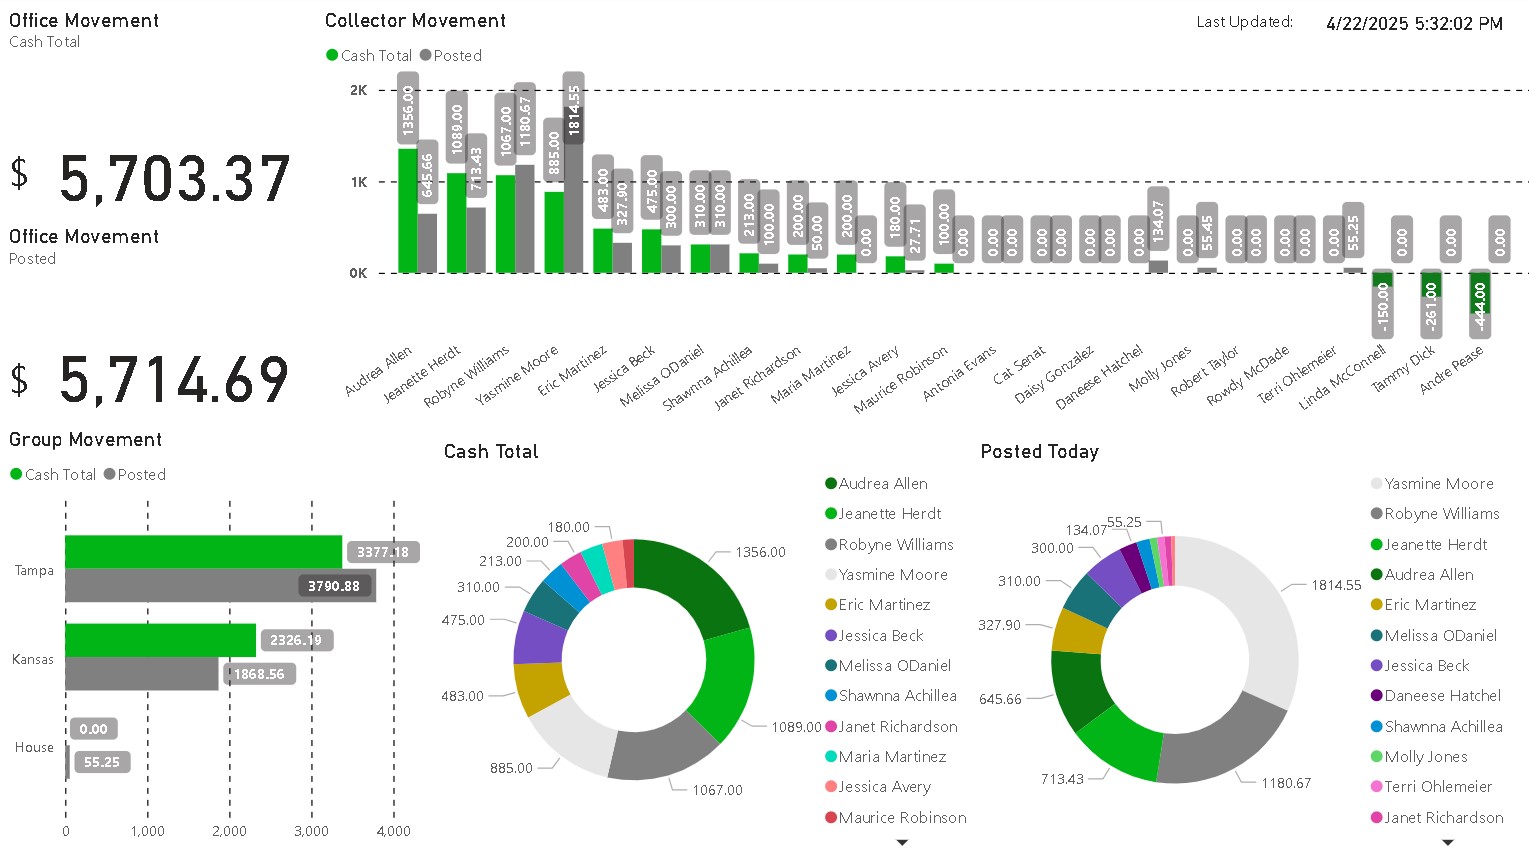 Office Movement
Cash Total
$ 5,703.37
Office Movement
Posted
$ 5,714.69
Collector Movement
Last Updated: 4/22/2025 5:32:02 PM
Cash Total Posted
2K
1K
0K
1356.00
645.66
1089.00
713.43
1067.00
1180.67
885.00
1814.55
483.00
327.90
475.00
300.00
310.00
310.00
213.00
100.00
200.00
50.00
200.00
0.00
180.00
27.71
100.00
0.00
0.00
0.00
0.00
0.00
0.00
0.00
0.00
134.07
0.00
55.45
0.00
0.00
0.00
0.00
0.00
55.25
-150.00
0.00
-261.00
0.00
-444.00
0.00
Audrea Allen
Jeanette Herdt
Robyne Williams
Yasmine Moore
Eric Martinez
Jessica Beck
Melissa ODaniel
Shawnna Achillea
Janet Richardson
Maria Martinez
Jessica Avery
Maurice Robinson
Antonia Evans
Cat Senat
Daisy Gonzalez
Daneese Hatchel
Molly Jones
Robert Taylor
Rowdy McDade
Terri Ohlemeier
Linda McConnell
Tammy Dick
Andre Pease
Group Movement
Cash Total Posted
Tampa
3377.18
3790.88
Kansas
2326.19
1868.56
House
0.00
55.25
0 1,000 2,000 3,000 4,000
Cash Total
1356.00
1089.00
1067.00
885.00
483.00
475.00
310.00
213.00
200.00
180.00
Audrea Allen
Jeanette Herdt
Robyne Williams
Yasmine Moore
Eric Martinez
Jessica Beck
Melissa ODaniel
Shawnna Achillea
Janet Richardson
Maria Martinez
Jessica Avery
Maurice Robinson
Posted Today
1814.55
1180.67
713.43
645.66
327.90
310.00
300.00
134.07
55.25
Yasmine Moore
Robyne Williams
Jeanette Herdt
Audrea Allen
Eric Martinez
Melissa ODaniel
Jessica Beck
Daneese Hatchel
Shawnna Achillea
Molly Jones
Terri Ohlemeier
Janet Richardson